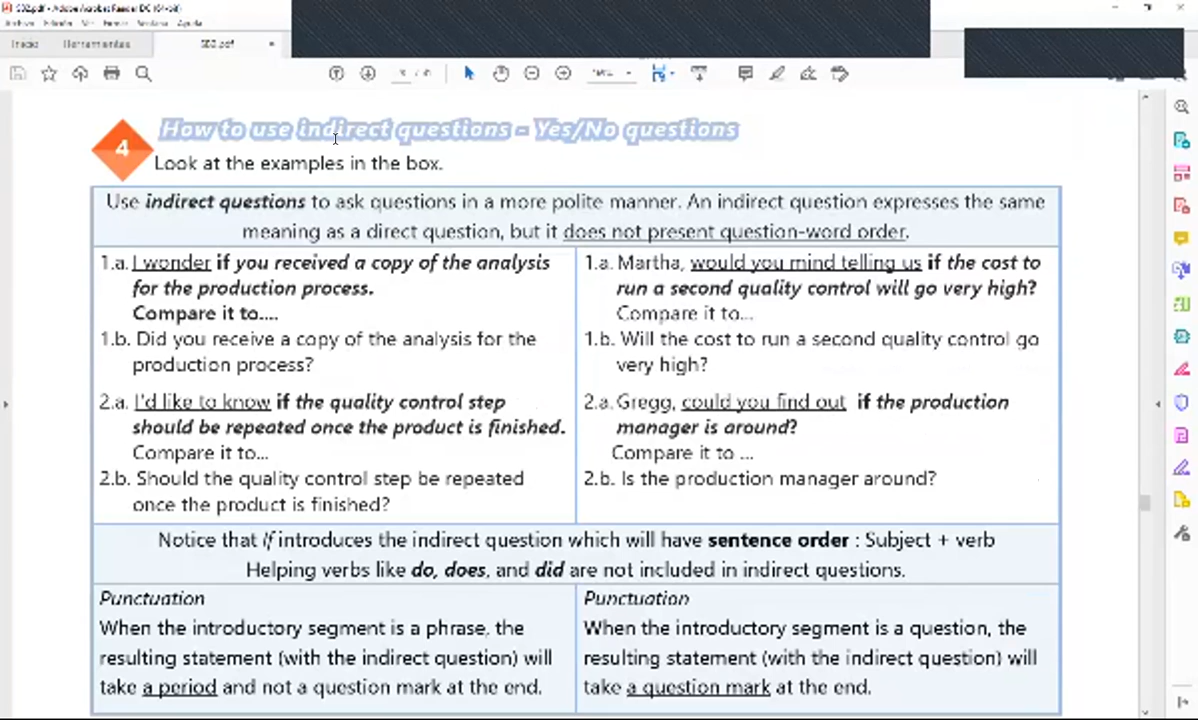 Inicio
Herramientas
4
How to use indirect questions - Yes/No questions
Look at the examples in the box.
Use indirect questions to ask questions in a more polite manner. An indirect question expresses the same
meaning as a direct question, but it does not present question-word order.
1.a. I wonder if you received a copy of the analysis
for the production process.
Compare it to....
1.b. Did you receive a copy of the analysis for the
production process?
2.a. I'd like to know if the quality control step
should be repeated once the product is finished.
Compare it to...
2.b. Should the quality control step be repeated
once the product is finished?
1.a. Martha, would you mind telling us if the cost to
run a second quality control will go very high?
Compare it to...
1.b. Will the cost to run a second quality control go
very high?
2.a. Gregg, could you find out if the production
manager is around?
Compare it to ...
2.b. Is the production manager around?
Notice that if introduces the indirect question which will have sentence order : Subject + verb
Helping verbs like do, does, and did are not included in indirect questions.
Punctuation
When the introductory segment is a phrase, the
resulting statement (with the indirect question) will
take a period and not a question mark at the end.
Punctuation
When the introductory segment is a question, the
resulting statement (with the indirect question) will
take a question mark at the end.